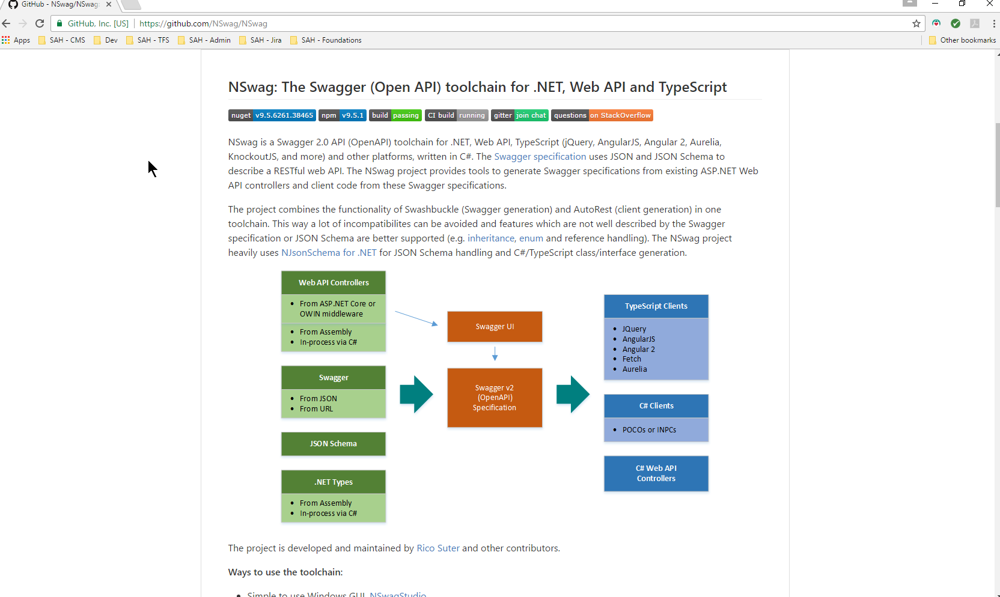 GitHub - NSwag/NSwag:
GitHub, Inc. [US] https://github.com/NSwag/NSwag
Apps SAH - CMS Dev SAH - TFS SAH - Admin SAH - Jira SAH - Foundations Other bookmarks
NSwag: The Swagger (Open API) toolchain for .NET, Web API and TypeScript
nuget v9.5.6261.38465 npm v9.5.1 build passing CI build running gitter join chat questions on StackOverflow
NSwag is a Swagger 2.0 API (OpenAPI) toolchain for .NET, Web API, TypeScript (jQuery, AngularJS, Angular 2, Aurelia,
KnockoutJS, and more) and other platforms, written in C#. The Swagger specification uses JSON and JSON Schema to
describe a RESTful web API. The NSwag project provides tools to generate Swagger specifications from existing ASP.NET Web
API controllers and client code from these Swagger specifications.
The project combines the functionality of Swashbuckle (Swagger generation) and AutoRest (client generation) in one
toolchain. This way a lot of incompatibilites can be avoided and features which are not well described by the Swagger
specification or JSON Schema are better supported (e.g. inheritance, enum and reference handling). The NSwag project
heavily uses NJsonSchema for .NET for JSON Schema handling and C#/TypeScript class/interface generation.
Web API Controllers
• From ASP.NET Core or
OWIN middleware
• From Assembly
• In-process via C#
Swagger
• From JSON
• From URL
JSON Schema
.NET Types
• From Assembly
• In-process via C#
Swagger UI
Swagger v2
(OpenAPI)
Specification
TypeScript Clients
• JQuery
• AngularJS
• Angular 2
• Fetch
• Aurelia
C# Clients
• POCOs or INPCs
C# Web API
Controllers
The project is developed and maintained by Rico Suter and other contributors.
Ways to use the toolchain:
• Simple to use Windows GUI, NSwagStudio